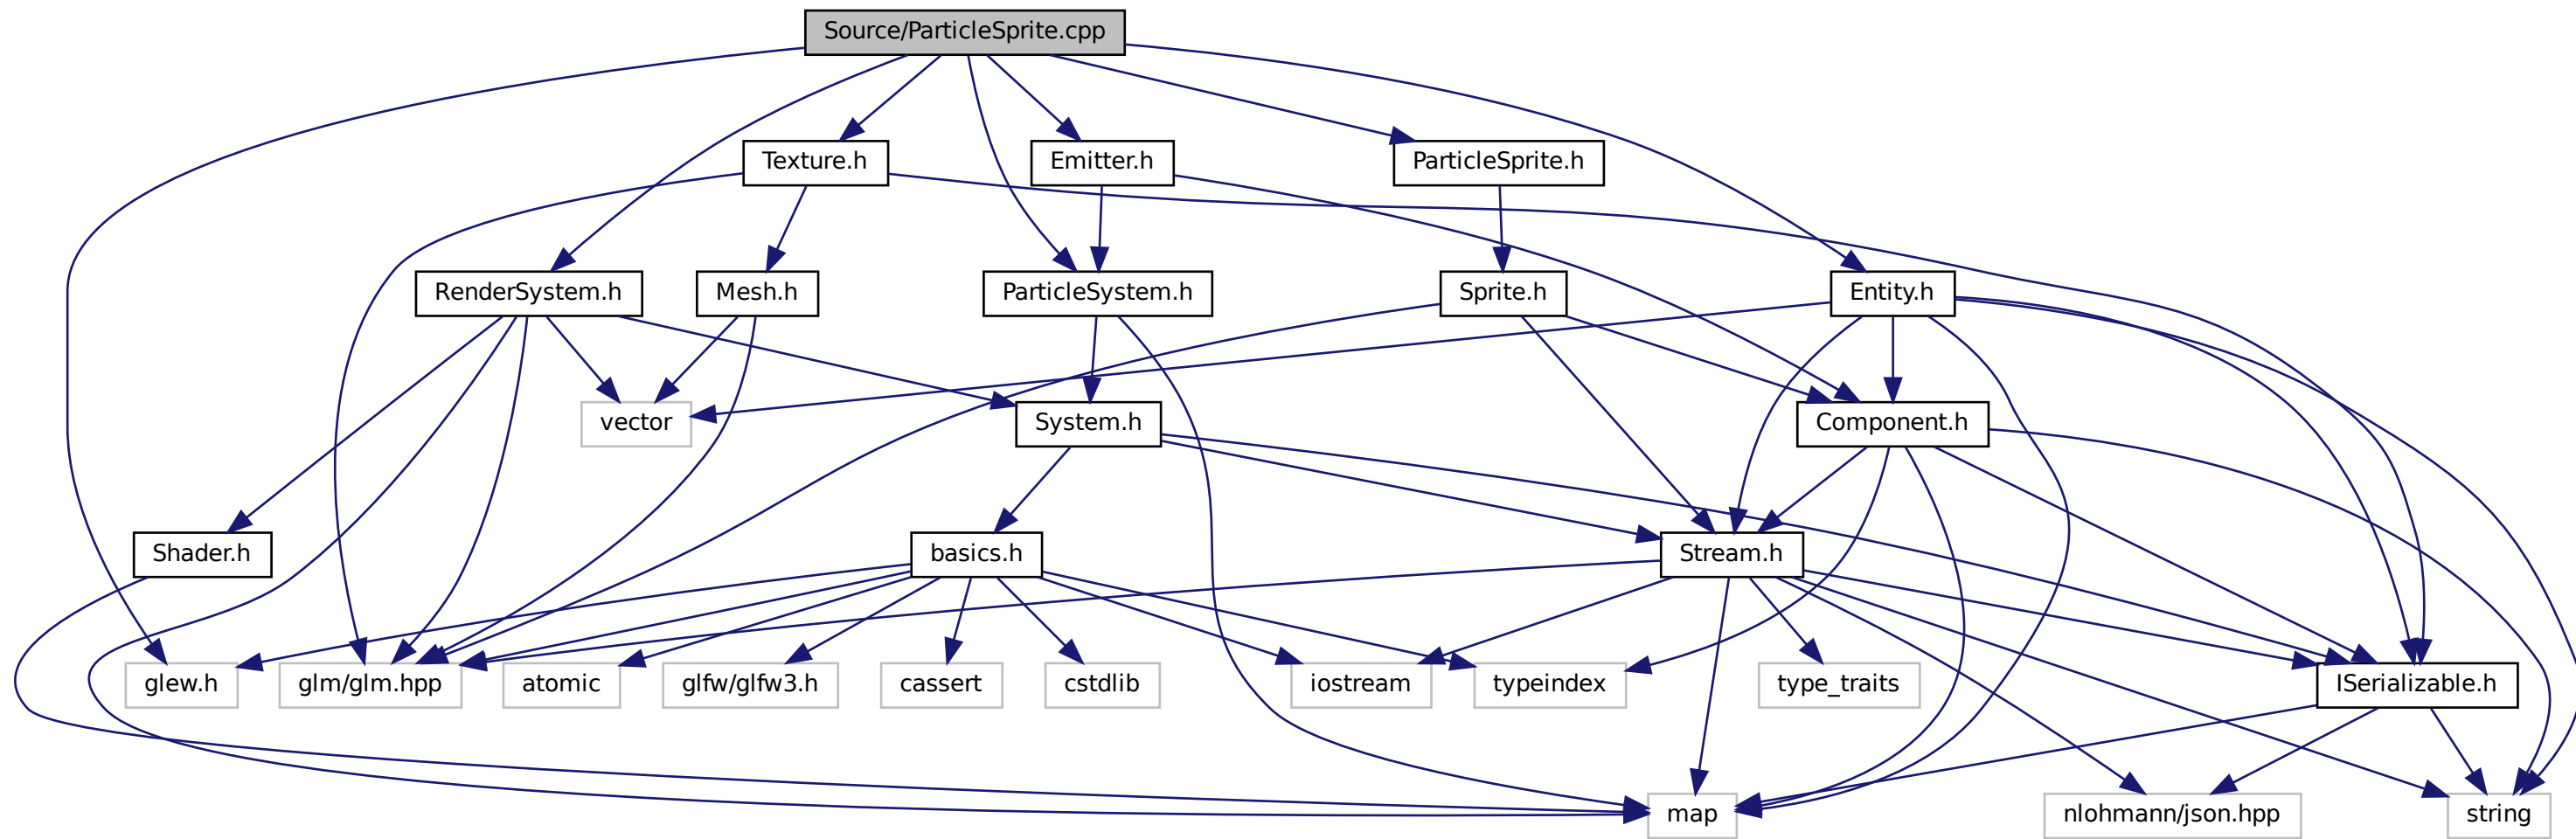 Source/ParticleSprite.cpp
Texture.h
Emitter.h
ParticleSprite.h
RenderSystem.h
Mesh.h
ParticleSystem.h
Sprite.h
Entity.h
vector
System.h
Component.h
Shader.h
basics.h
Stream.h
glew.h
glm/glm.hpp
atomic
glfw/glfw3.h
cassert
cstdlib
iostream
typeindex
type_traits
ISerializable.h
map
nlohmann/json.hpp
string